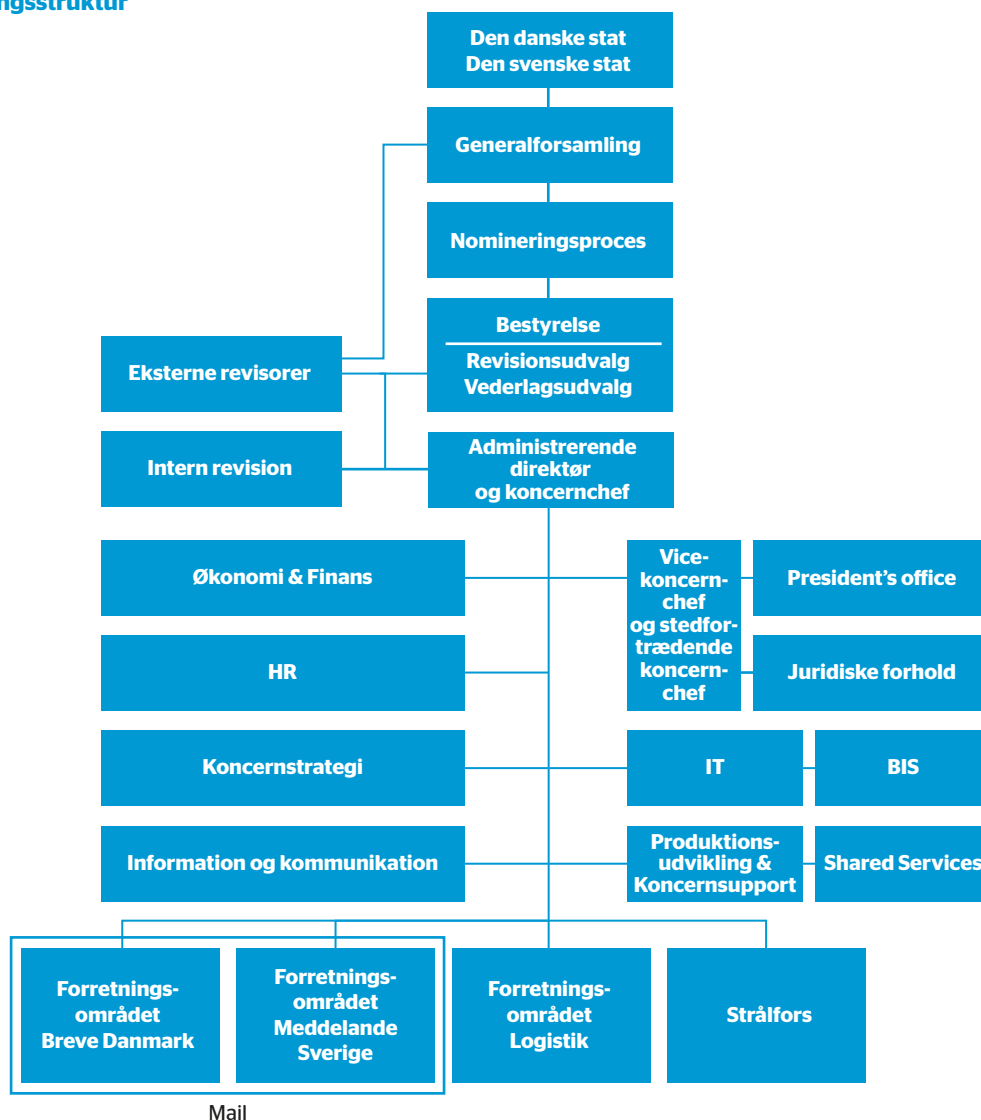 ngsstruktur
Den danske stat
Den svenske stat
Generalforsamling
Nomineringsproces
Bestyrelse
Revisionsudvalg
Vederlagsudvalg
Eksterne revisorer
Intern revision
Administrerende
direktør
og koncernchef
Økonomi & Finans
Vice-
koncern-
chef
og stedfor-
trædende
koncern-
chef
President's office
HR
Juridiske forhold
Koncernstrategi
IT
BIS
Information og kommunikation
Produktions-
udvikling &
Koncernsupport
Shared Services
Forretnings-
området
Breve Danmark
Forretnings-
området
Meddelande
Sverige
Forretnings-
området
Logistik
Strålfors
Mail